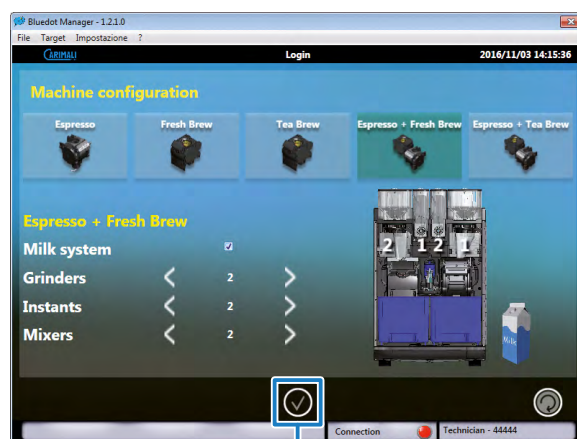 Bluedot Manager - 1.2.1.0
File Target Impostazione ?
CARIMALI Login 2016/11/03 14:15:36
Machine configuration
Espresso Fresh Brew Tea Brew Espresso + Fresh Brew Espresso + Tea Brew
Espresso + Fresh Brew
Milk system
Grinders < 2 >
Instants < 2 >
Mixers < 2 >
2 1 2 1
Milk
Connection Technician - 44444